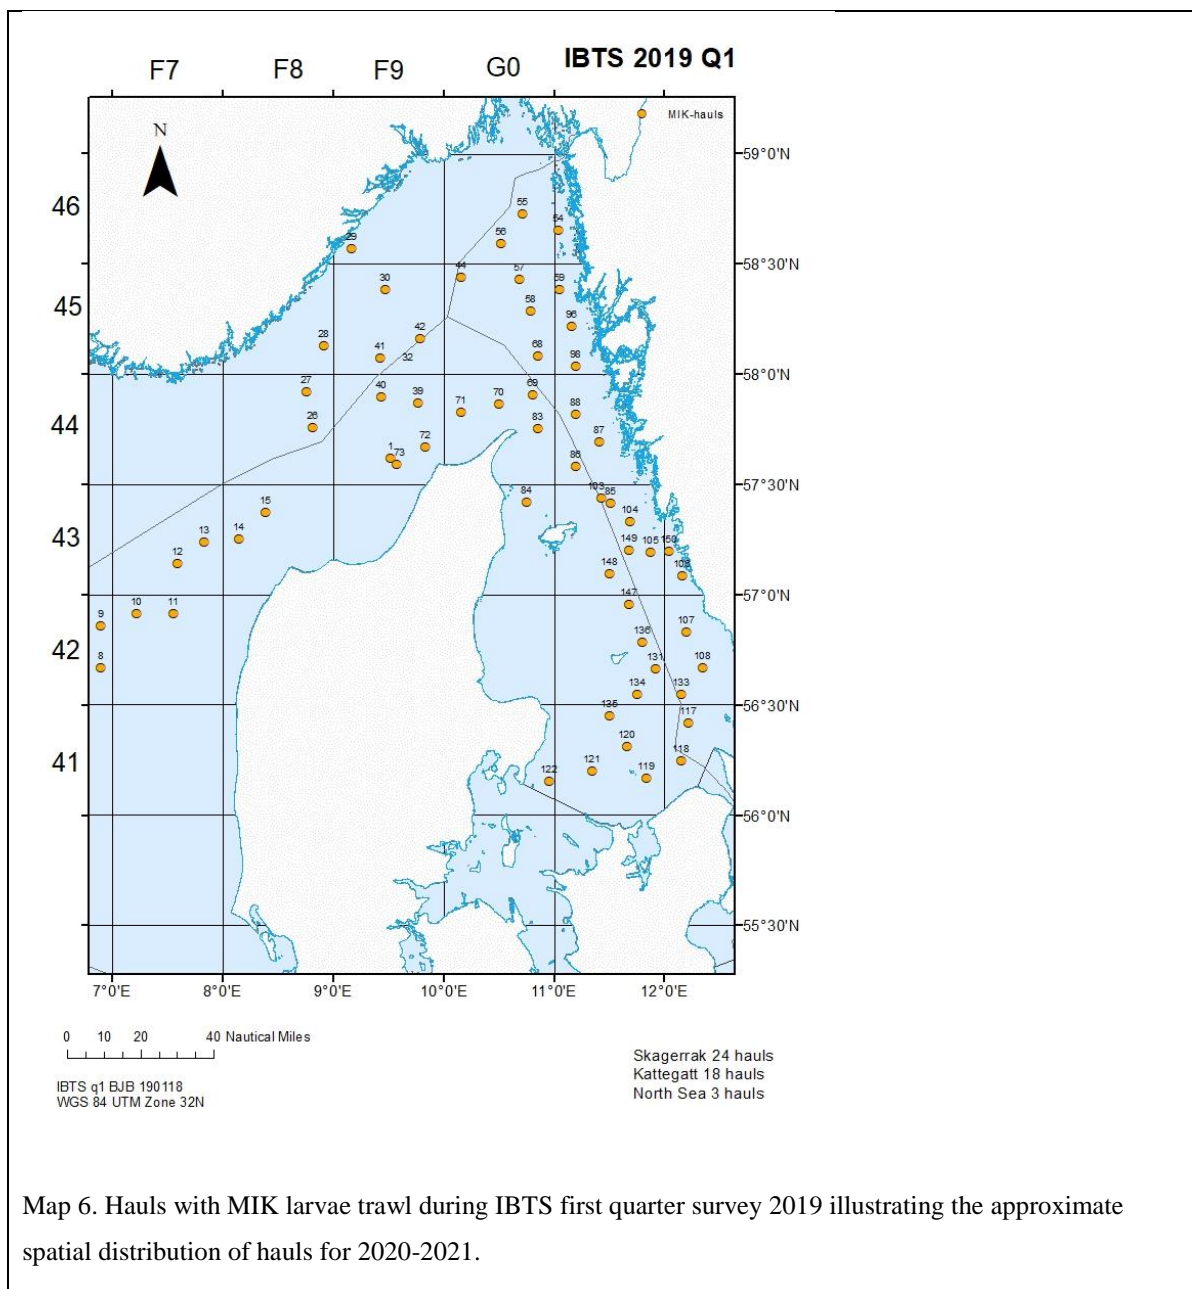 IBTS 2019 Q1
F7 F8 F9 G0
MIK-hauls
N
59°0'N
46
55
54
56
29
58°30'N
44 57
30 59
45
58
96
28 42 68
41 32 98
58°0'N
27 69
40 39 70
71 88
44
26 83
87
72
1 73 86
57°30'N
103 85
84
15 104
43
13 14 149 105 150
12
148 102
57°0'N
147
10 11
9 107
136
42
8 131 108
134 133
56°30'N
135 117
120
41
118
121 119
122
56°0'N
55°30'N
7°0'E 8°0'E 9°0'E 10°0'E 11°0'E 12°0'E
0 10 20 40 Nautical Miles
IBTS q1 BJB 190118
WGS 84 UTM Zone 32N
Skagerrak 24 hauls
Kattegatt 18 hauls
North Sea 3 hauls
Map 6. Hauls with MIK larvae trawl during IBTS first quarter survey 2019 illustrating the approximate
spatial distribution of hauls for 2020-2021.